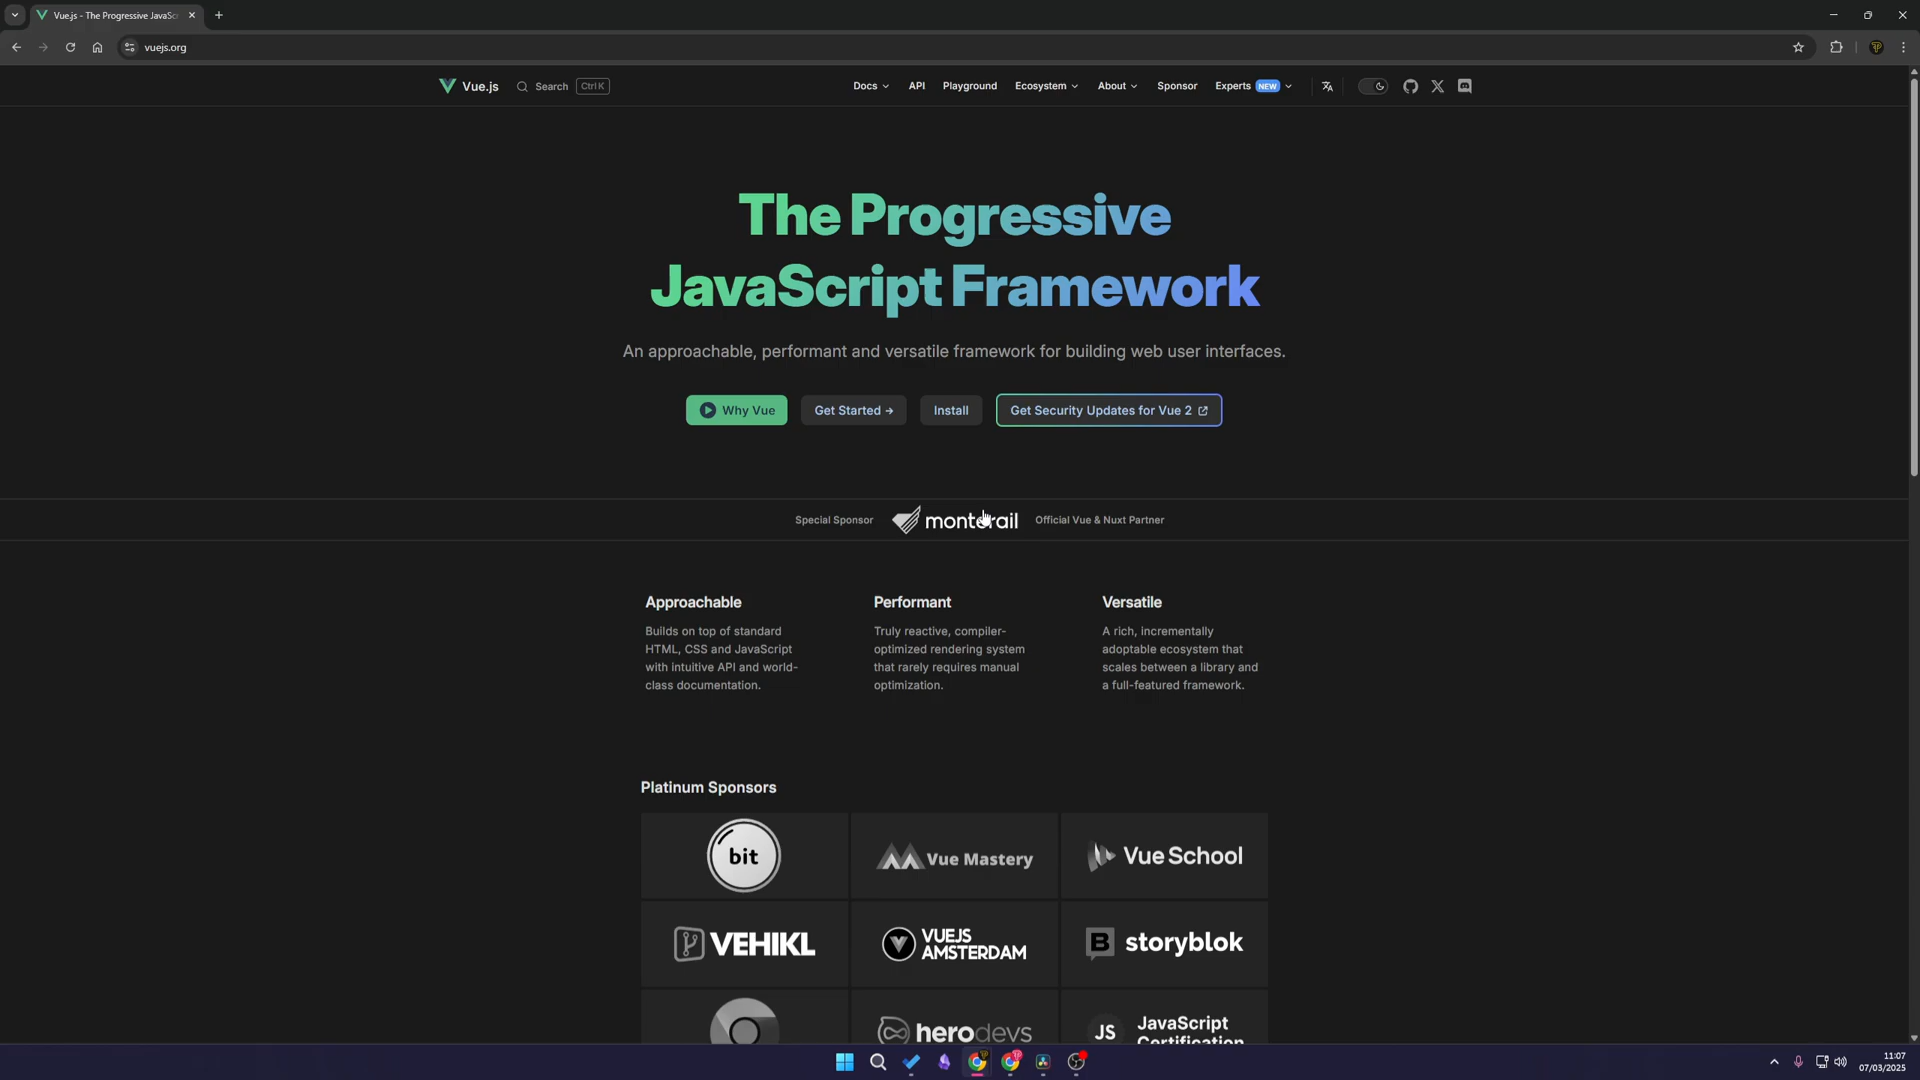 Vue.js - The Progressive JavaSc
vuejs.org
Vue.js
Search
Ctrl K
Docs
API
Playground
Ecosystem
About
Sponsor
Experts
NEW
The Progressive
JavaScript Framework
An approachable, performant and versatile framework for building web user interfaces.
Why Vue
Get Started →
Install
Get Security Updates for Vue 2
Special Sponsor
monterail
Official Vue & Nuxt Partner
Approachable
Builds on top of standard
HTML, CSS and JavaScript
with intuitive API and world-
class documentation.
Performant
Truly reactive, compiler-
optimized rendering system
that rarely requires manual
optimization.
Versatile
A rich, incrementally
adoptable ecosystem that
scales between a library and
a full-featured framework.
Platinum Sponsors
bit
Vue Mastery
Vue School
VEHIKL
VUEJS
AMSTERDAM
B
storyblok
herodevs
JS
JavaScript
Certification
11:07
07/03/2025